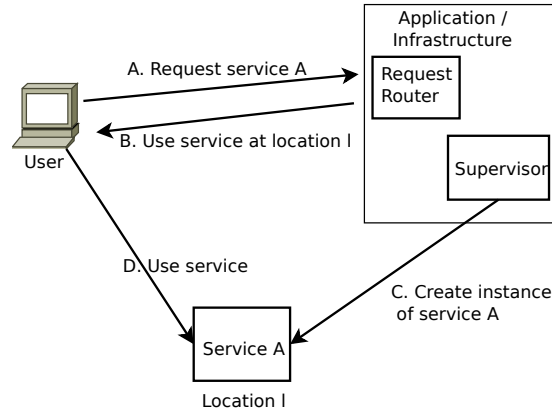 Application /
Infrastructure
A. Request service A
Request
Router
B. Use service at location l
User
Supervisor
D. Use service
C. Create instance
of service A
Service A
Location l